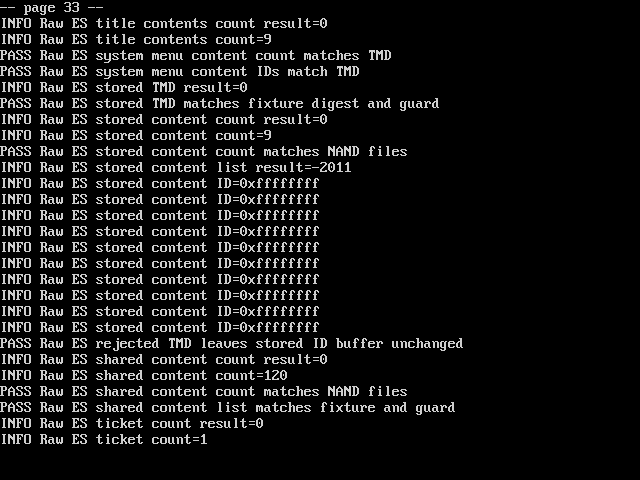 -- page 33 --
INFO Raw ES title contents count result=0
INFO Raw ES title contents count=9
PASS Raw ES system menu content count matches TMD
PASS Raw ES system menu content IDs match TMD
INFO Raw ES stored TMD result=0
PASS Raw ES stored TMD matches fixture digest and guard
INFO Raw ES stored content count result=0
INFO Raw ES stored content count=9
PASS Raw ES stored content count matches NAND files
INFO Raw ES stored content list result=-2011
INFO Raw ES stored content ID=0xffffffff
INFO Raw ES stored content ID=0xffffffff
INFO Raw ES stored content ID=0xffffffff
INFO Raw ES stored content ID=0xffffffff
INFO Raw ES stored content ID=0xffffffff
INFO Raw ES stored content ID=0xffffffff
INFO Raw ES stored content ID=0xffffffff
INFO Raw ES stored content ID=0xffffffff
INFO Raw ES stored content ID=0xffffffff
INFO Raw ES stored content ID=0xffffffff
PASS Raw ES rejected TMD leaves stored ID buffer unchanged
INFO Raw ES shared content count result=0
INFO Raw ES shared content count=120
PASS Raw ES shared content count matches NAND files
PASS Raw ES shared content list matches fixture and guard
INFO Raw ES ticket count result=0
INFO Raw ES ticket count=1